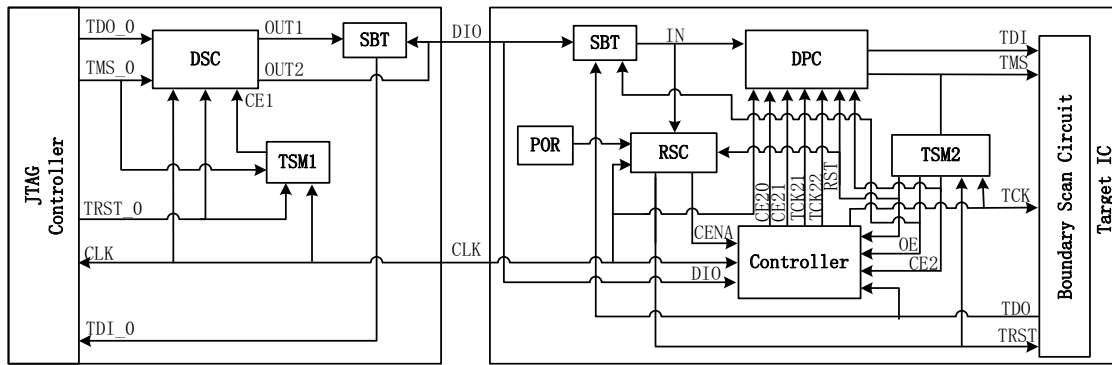 JTAG
Controller
TDO_0
TMS_0
TRST_0
CLK
TDI_0
DSC
OUT1
OUT2
CE1
SBT
TSM1
DIO
CLK
SBT
IN
POR
RSC
DPC
CENA
DIO
CE20
CE21
TCK21
TCK22
RST
Controller
TSM2
OE
CE2
TDI
TMS
TCK
TDO
TRST
Boundary Scan Circuit
Target IC